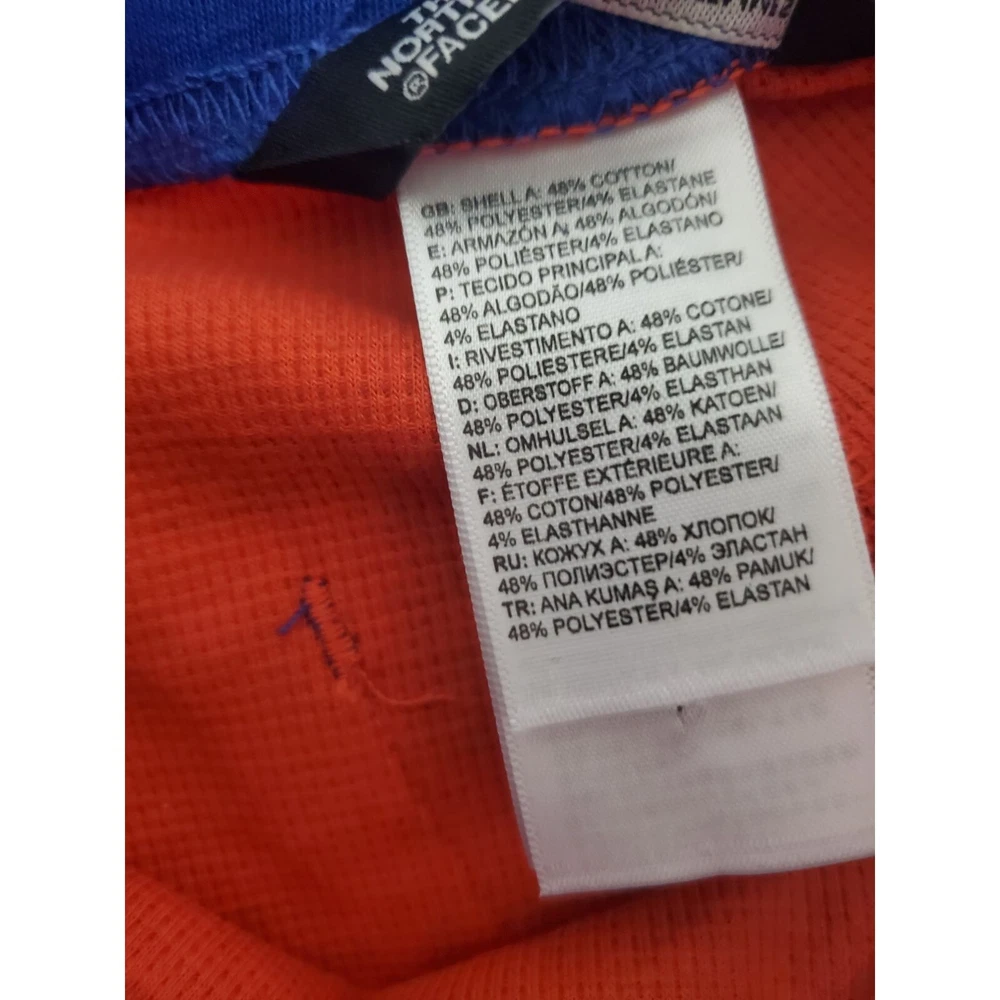 THE
NORTH
FACE
®
GB: SHELL A: 48% COTTON/
48% POLYESTER/4% ELASTANE
E: ARMAZÓN A: 48% ALGODÓN/
48% POLIÉSTER/4% ELASTANO
P: TECIDO PRINCIPAL A:
48% ALGODÃO/48% POLIÉSTER/
4% ELASTANO
I: RIVESTIMENTO A: 48% COTONE/
48% POLIESTERE/4% ELASTAN
D: OBERSTOFF A: 48% BAUMWOLLE/
48% POLYESTER/4% ELASTHAN
NL: OMHULSEL A: 48% KATOEN/
48% POLYESTER/4% ELASTAAN
F: ÉTOFFE EXTÉRIEURE A:
48% COTON/48% POLYESTER/
4% ELASTHANNE
RU: КОЖУХ A: 48% ХЛОПОК/
48% ПОЛИЭСТЕР/4% ЭЛАСТАН
TR: ANA KUMAŞ A: 48% PAMUK/
48% POLYESTER/4% ELASTAN